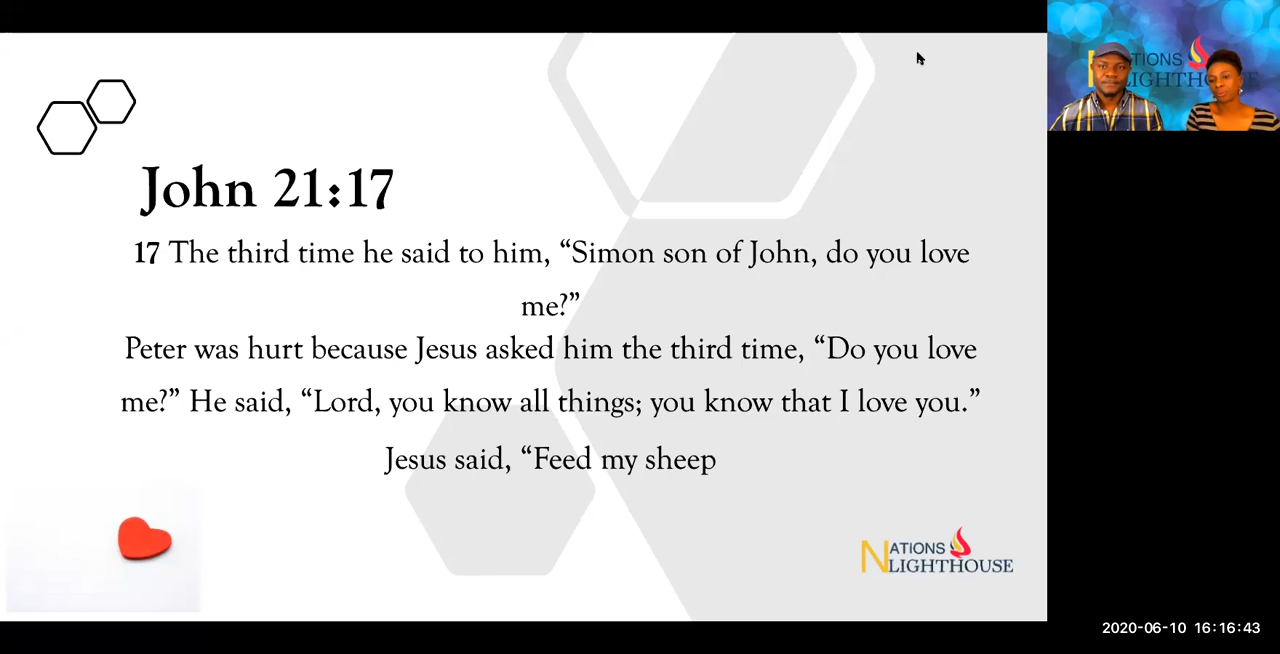 John 21:17
17 The third time he said to him, “Simon son of John, do you love
me?”
Peter was hurt because Jesus asked him the third time, “Do you love
me?” He said, “Lord, you know all things; you know that I love you.”
Jesus said, “Feed my sheep
NATIONS
LIGHTHOUSE
TIONS
LIGHTH
2020-06-10 16:16:43